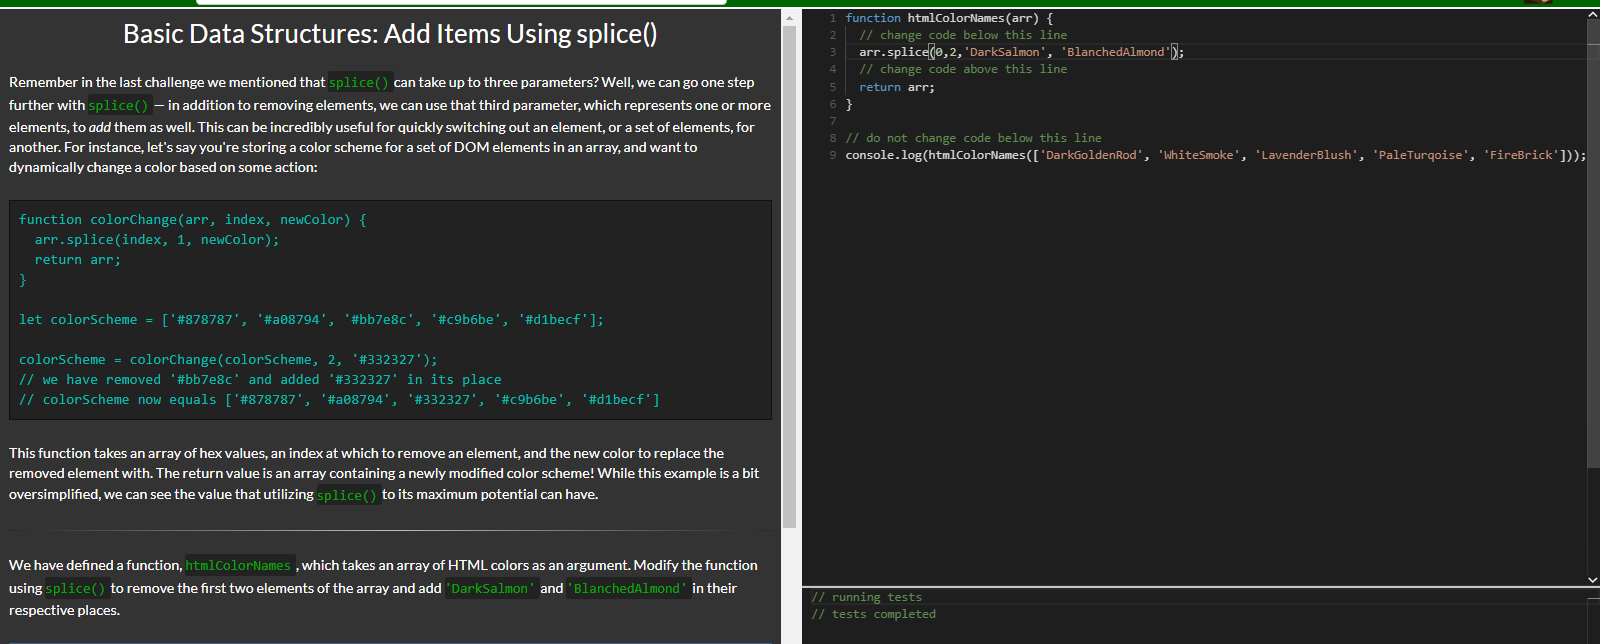 Basic Data Structures: Add Items Using splice()
Remember in the last challenge we mentioned that splice() can take up to three parameters? Well, we can go one step
further with splice() — in addition to removing elements, we can use that third parameter, which represents one or more
elements, to add them as well. This can be incredibly useful for quickly switching out an element, or a set of elements, for
another. For instance, let's say you're storing a color scheme for a set of DOM elements in an array, and want to
dynamically change a color based on some action:
function colorChange(arr, index, newColor) {
  arr.splice(index, 1, newColor);
  return arr;
}
let colorScheme = ['#878787', '#a08794', '#bb7e8c', '#c9b6be', '#d1becf'];
colorScheme = colorChange(colorScheme, 2, '#332327');
// we have removed '#bb7e8c' and added '#332327' in its place
// colorScheme now equals ['#878787', '#a08794', '#332327', '#c9b6be', '#d1becf']
This function takes an array of hex values, an index at which to remove an element, and the new color to replace the
removed element with. The return value is an array containing a newly modified color scheme! While this example is a bit
oversimplified, we can see the value that utilizing splice() to its maximum potential can have.
We have defined a function, htmlColorNames , which takes an array of HTML colors as an argument. Modify the function
using splice() to remove the first two elements of the array and add 'DarkSalmon' and 'BlanchedAlmond' in their
respective places.
1 function htmlColorNames(arr) {
2   // change code below this line
3   arr.splice(0,2,'DarkSalmon', 'BlanchedAlmond');
4   // change code above this line
5   return arr;
6 }
7
8 // do not change code below this line
9 console.log(htmlColorNames(['DarkGoldenRod', 'WhiteSmoke', 'LavenderBlush', 'PaleTurqoise', 'FireBrick']));
// running tests
// tests completed